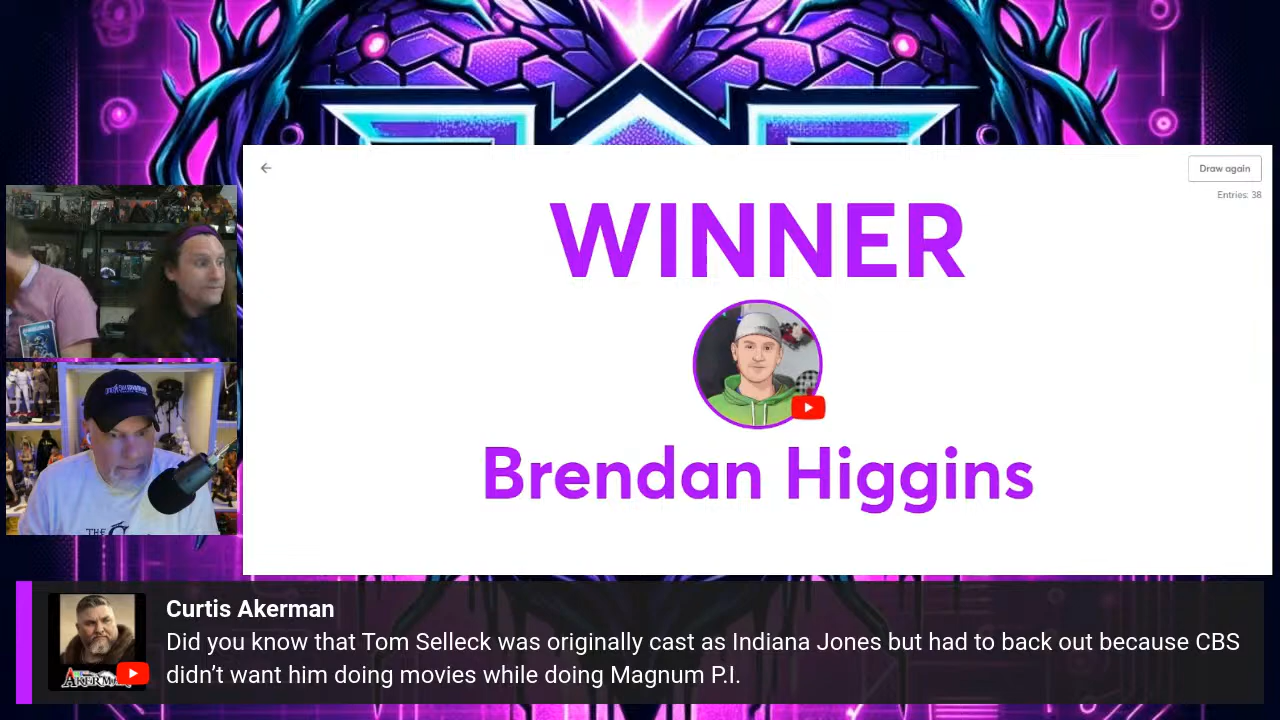 Draw again
Entries: 38
WINNER
Brendan Higgins
THE
Curtis Akerman
Did you know that Tom Selleck was originally cast as Indiana Jones but had to back out because CBS
didn’t want him doing movies while doing Magnum P.I.